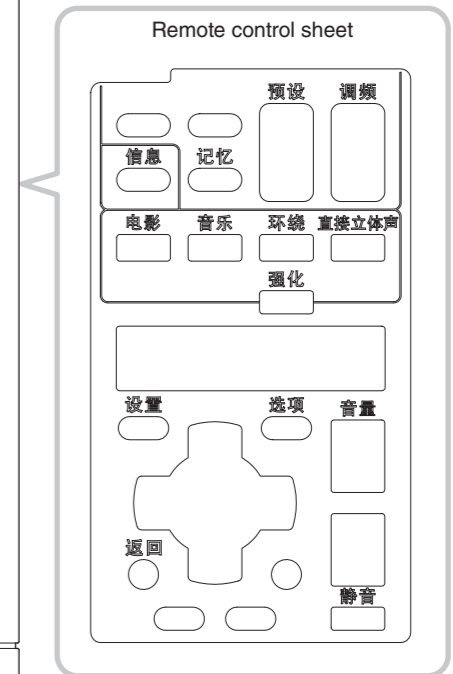 Remote control sheet
预设 调频
信息 记忆
电影 音乐 环绕 直接立体声
强化
设置 选项 音量
返回
静音